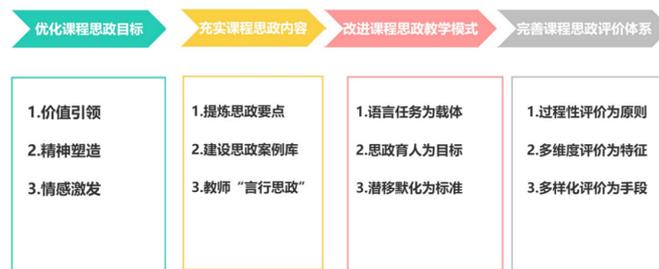 优化课程思政目标
充实课程思政内容
改进课程思政教学模式
完善课程思政评价体系
1.价值引领
2.精神塑造
3.情感激发
1.提炼思政要点
2.建设思政案例库
3.教师“言行思政”
1.语言任务为载体
2.思政育人为目标
3.潜移默化为标准
1.过程性评价为原则
2.多维度评价为特征
3.多样化评价为手段